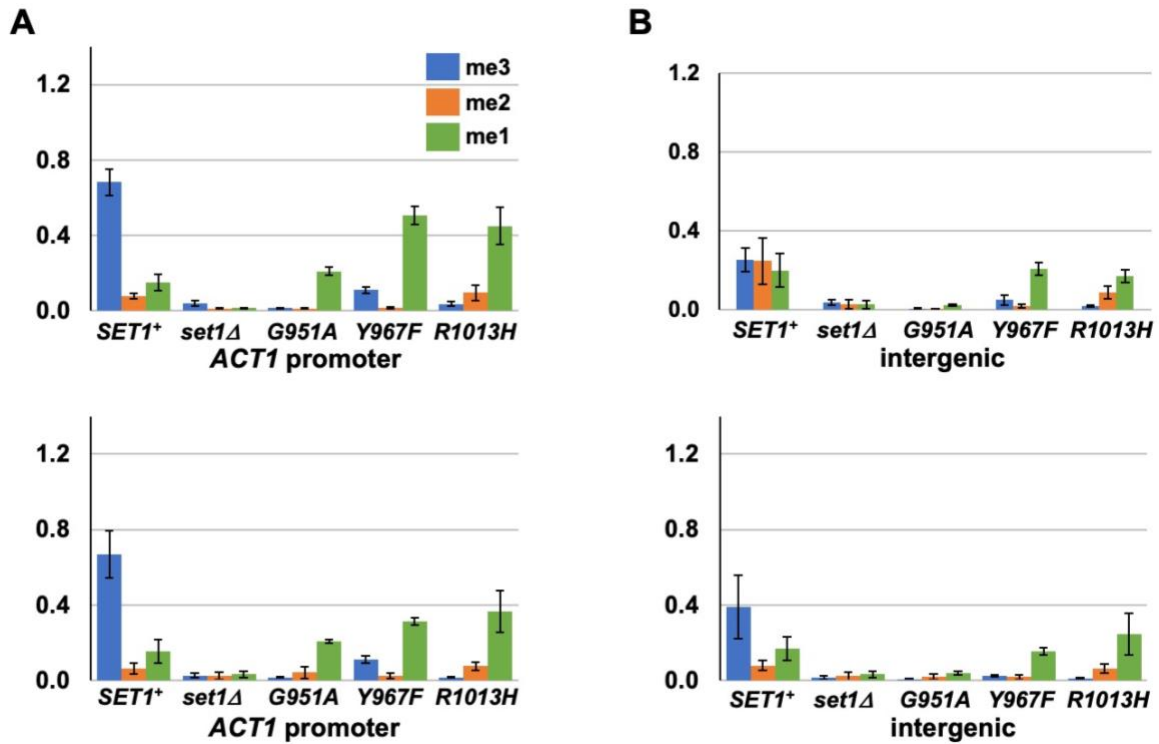 A
1.2
0.8
0.4
0.0
me3
me2
me1
SET1⁺ set1Δ G951A Y967F R1013H
ACT1 promoter
B
1.2
0.8
0.4
0.0
SET1⁺ set1Δ G951A Y967F R1013H
intergenic
1.2
0.8
0.4
0.0
SET1⁺ set1Δ G951A Y967F R1013H
ACT1 promoter
1.2
0.8
0.4
0.0
SET1⁺ set1Δ G951A Y967F R1013H
intergenic